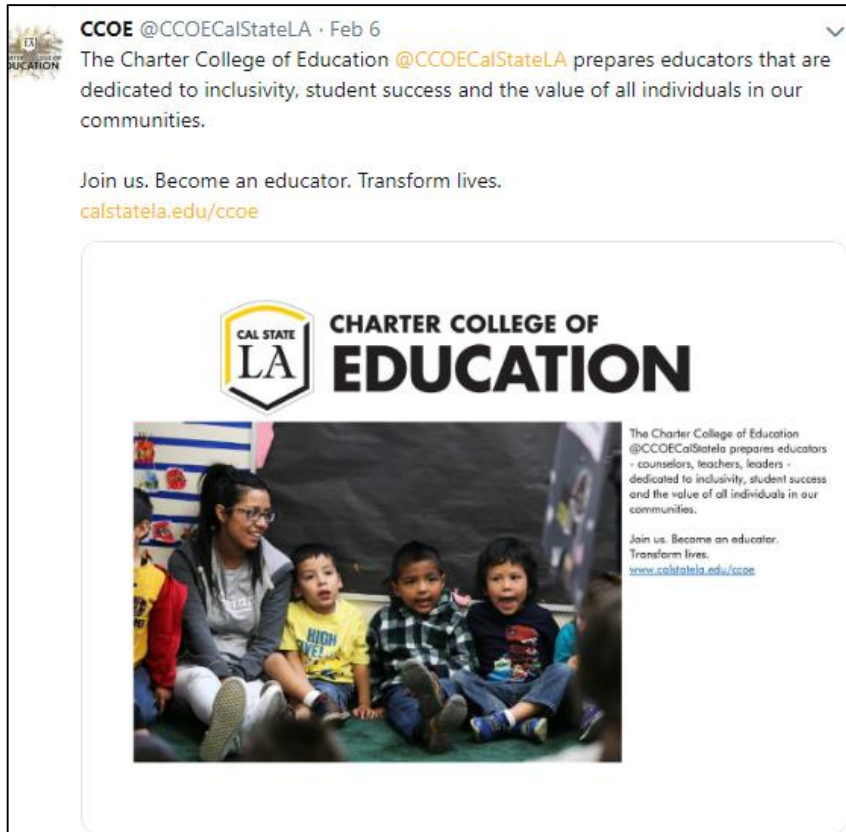 CCOE @CCOECalStateLA · Feb 6
The Charter College of Education @CCOECalStateLA prepares educators that are
dedicated to inclusivity, student success and the value of all individuals in our
communities.
Join us. Become an educator. Transform lives.
calstatela.edu/ccoe
CAL STATE
LA
CHARTER COLLEGE OF
EDUCATION
The Charter College of Education
@CCOECalStatela prepares educators
- counselors, teachers, leaders -
dedicated to inclusivity, student success
and the value of all individuals in our
communities.
Join us. Become an educator.
Transform lives.
www.calstatela.edu/ccoe
HIGH